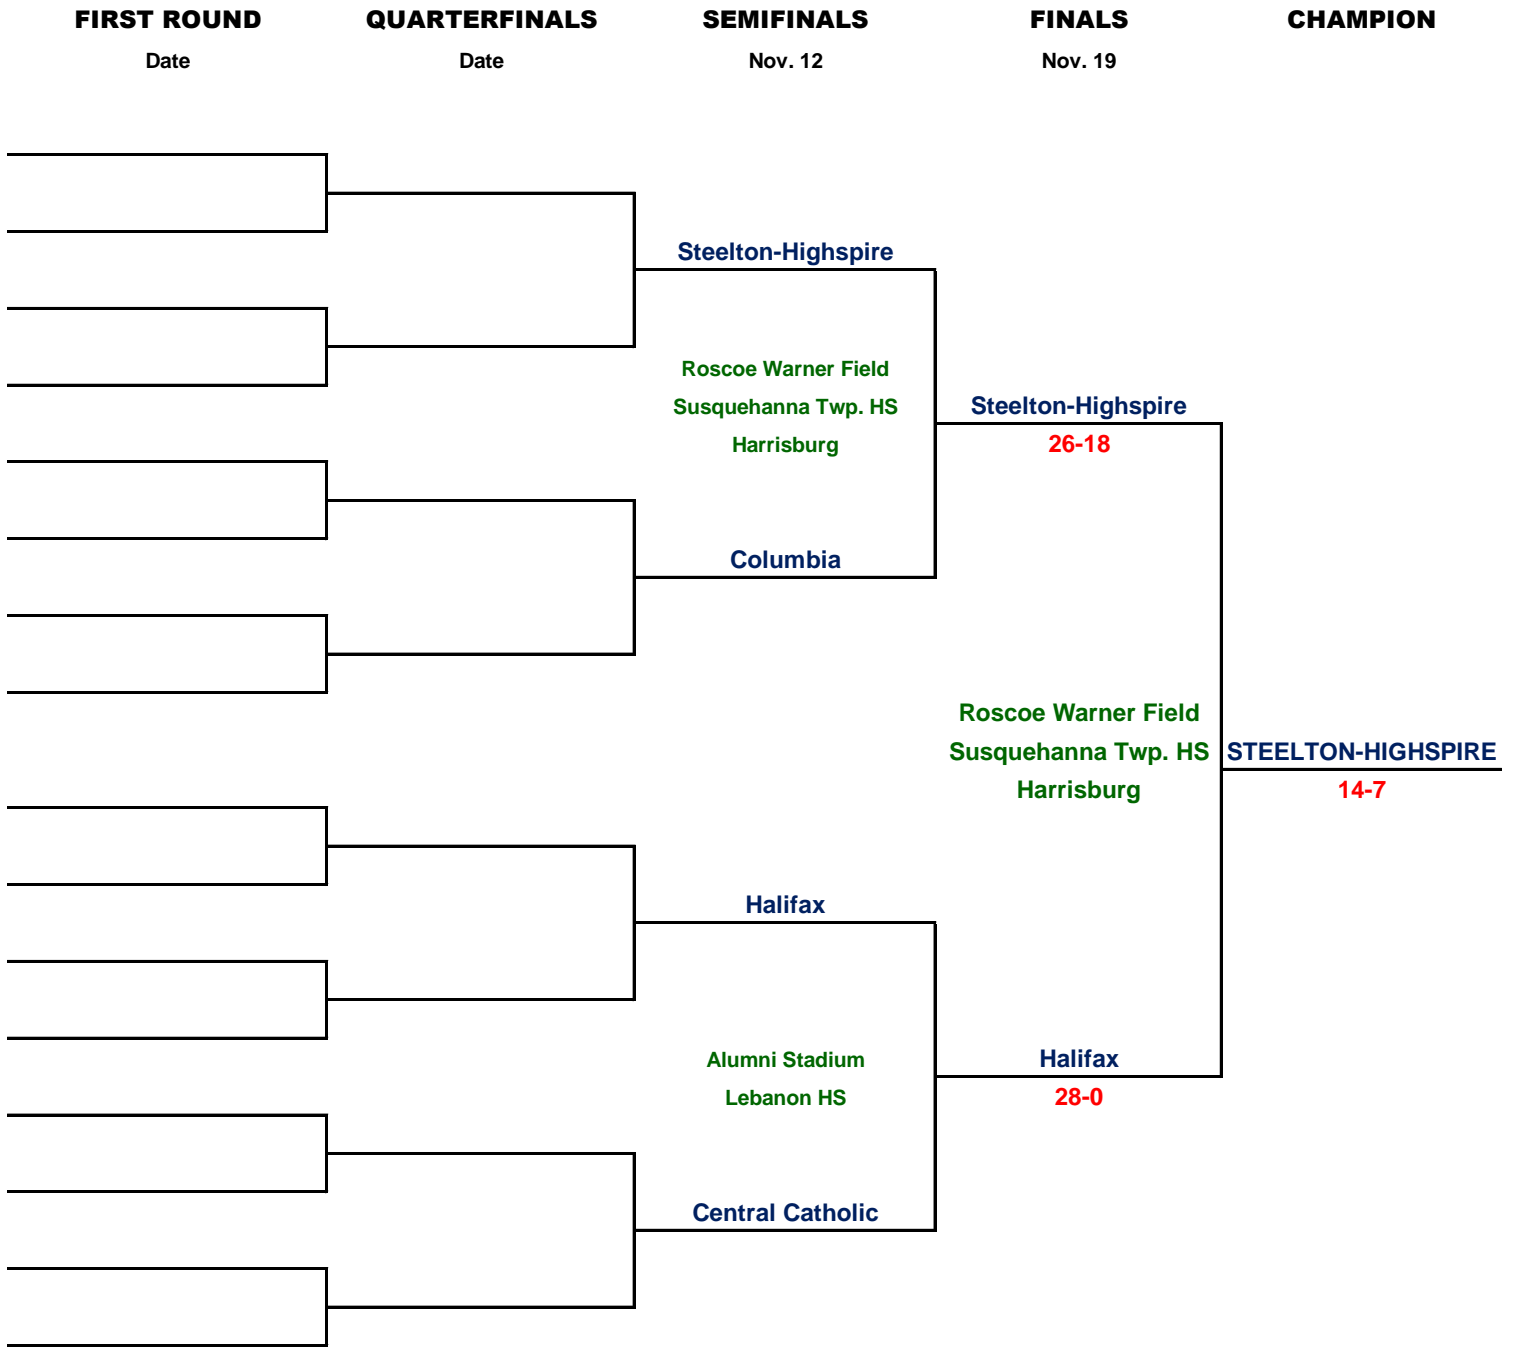 FIRST ROUND
QUARTERFINALS
SEMIFINALS
FINALS
CHAMPION
Date
Date
Nov. 12
Nov. 19
Steelton-Highspire
Roscoe Warner Field
Susquehanna Twp. HS
Harrisburg
Steelton-Highspire
26-18
Columbia
Roscoe Warner Field
Susquehanna Twp. HS
Harrisburg
STEELTON-HIGHSPIRE
14-7
Halifax
Alumni Stadium
Lebanon HS
Halifax
28-0
Central Catholic